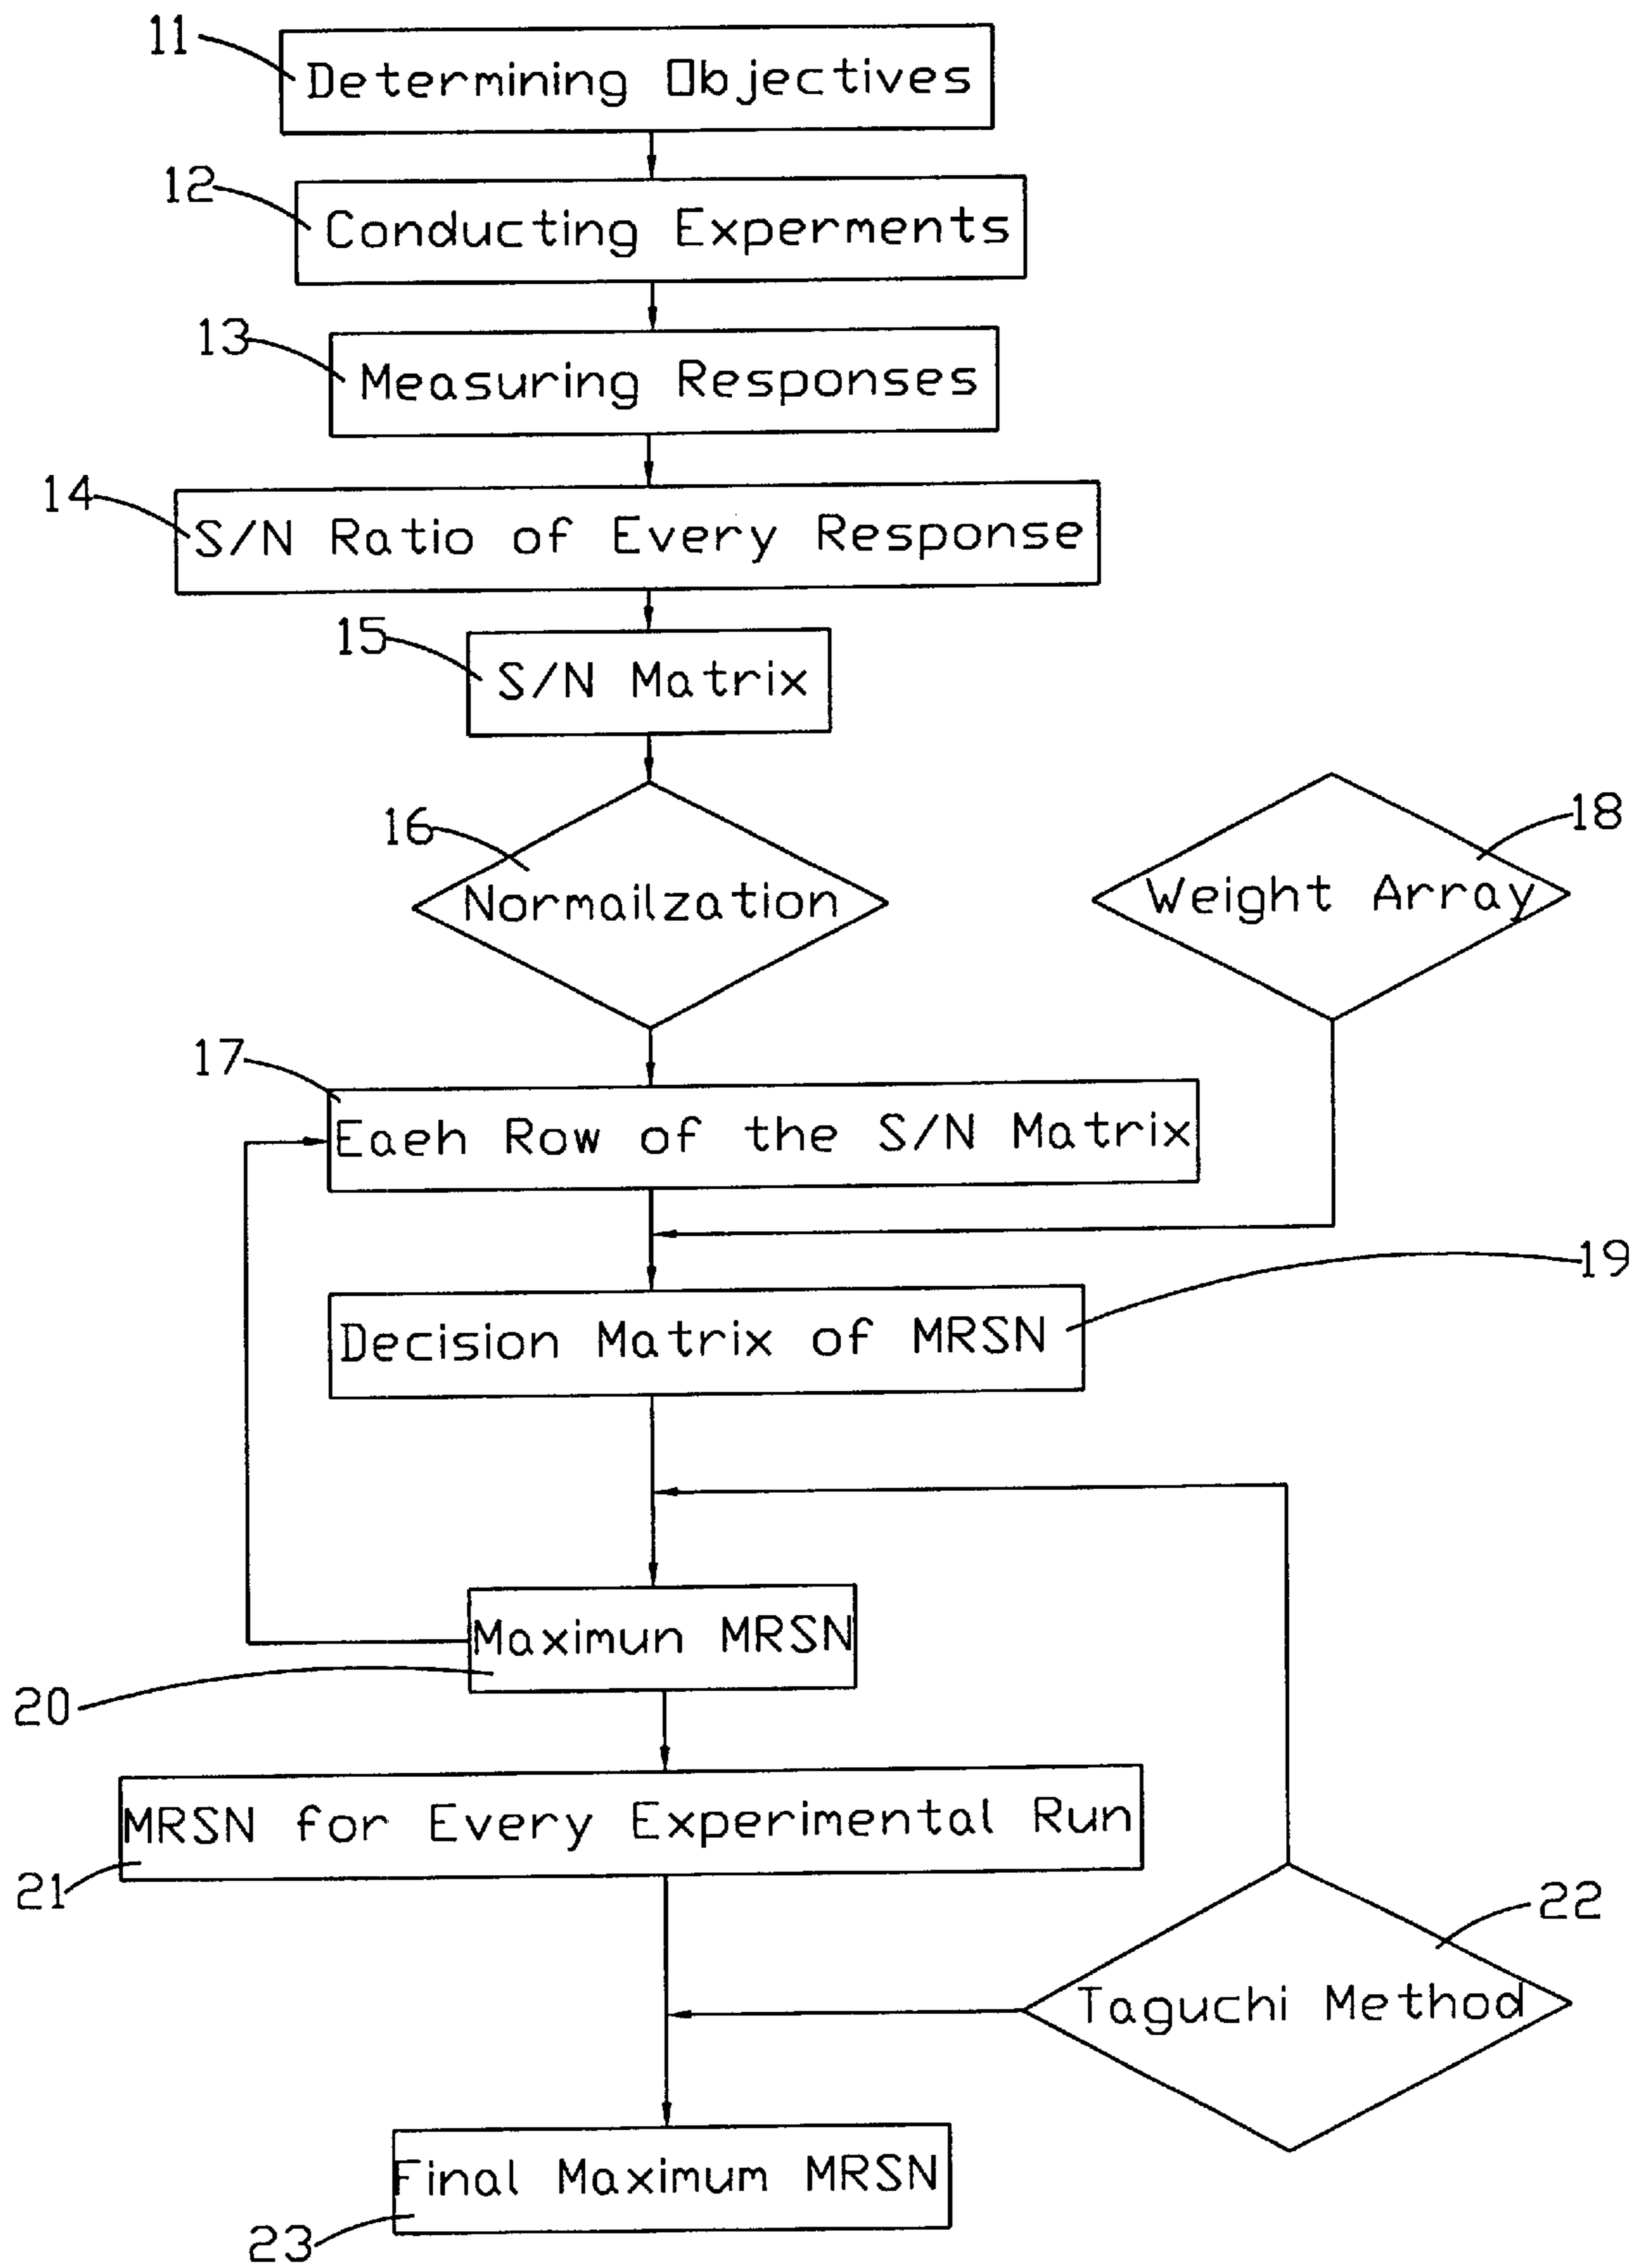 11
Determining Objectives
12
Conducting Experments
13
Measuring Responses
14
S/N Ratio of Every Response
15
S/N Matrix
16
Normailzation
18
Weight Array
17
Eaeh Row of the S/N Matrix
19
Decision Matrix of MRSN
Maximun MRSN
20
MRSN for Every Experimental Run
21
22
Taguchi Method
Final Maximum MRSN
23